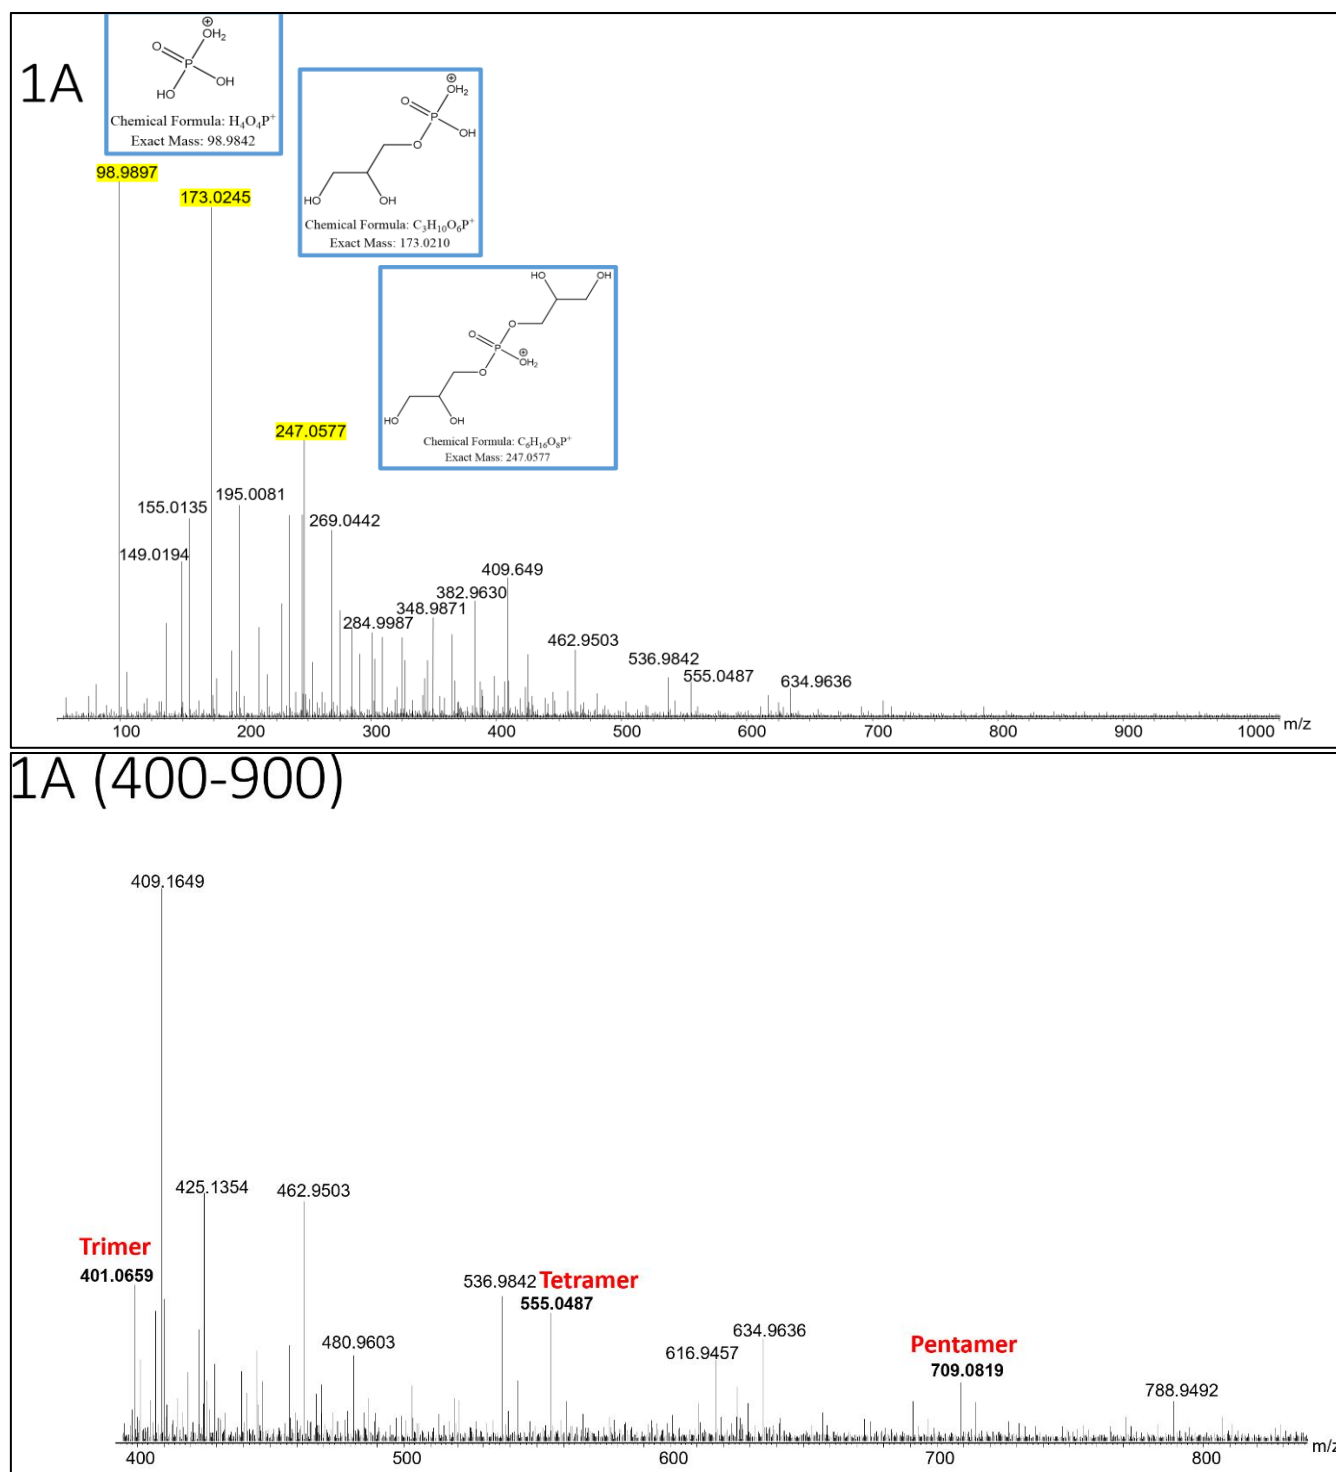 1A
⊕
OH2
O
P
OH
HO
Chemical Formula: H4O4P+
Exact Mass: 98.9842
⊕
OH2
O
P
OH
O
HO
OH
Chemical Formula: C3H10O6P+
Exact Mass: 173.0210
HO
OH
O
O
P
⊕
OH2
O
HO
OH
Chemical Formula: C6H16O8P+
Exact Mass: 247.0577
98.9897
173.0245
247.0577
155.0135
195.0081
149.0194
269.0442
284.9987
348.9871
382.9630
409.649
462.9503
536.9842
555.0487
634.9636
100 200 300 400 500 600 700 800 900 1000 m/z
1A (400-900)
409.1649
425.1354
462.9503
Trimer
401.0659
480.9603
536.9842
Tetramer
555.0487
616.9457
634.9636
Pentamer
709.0819
788.9492
400 500 600 700 800 m/z